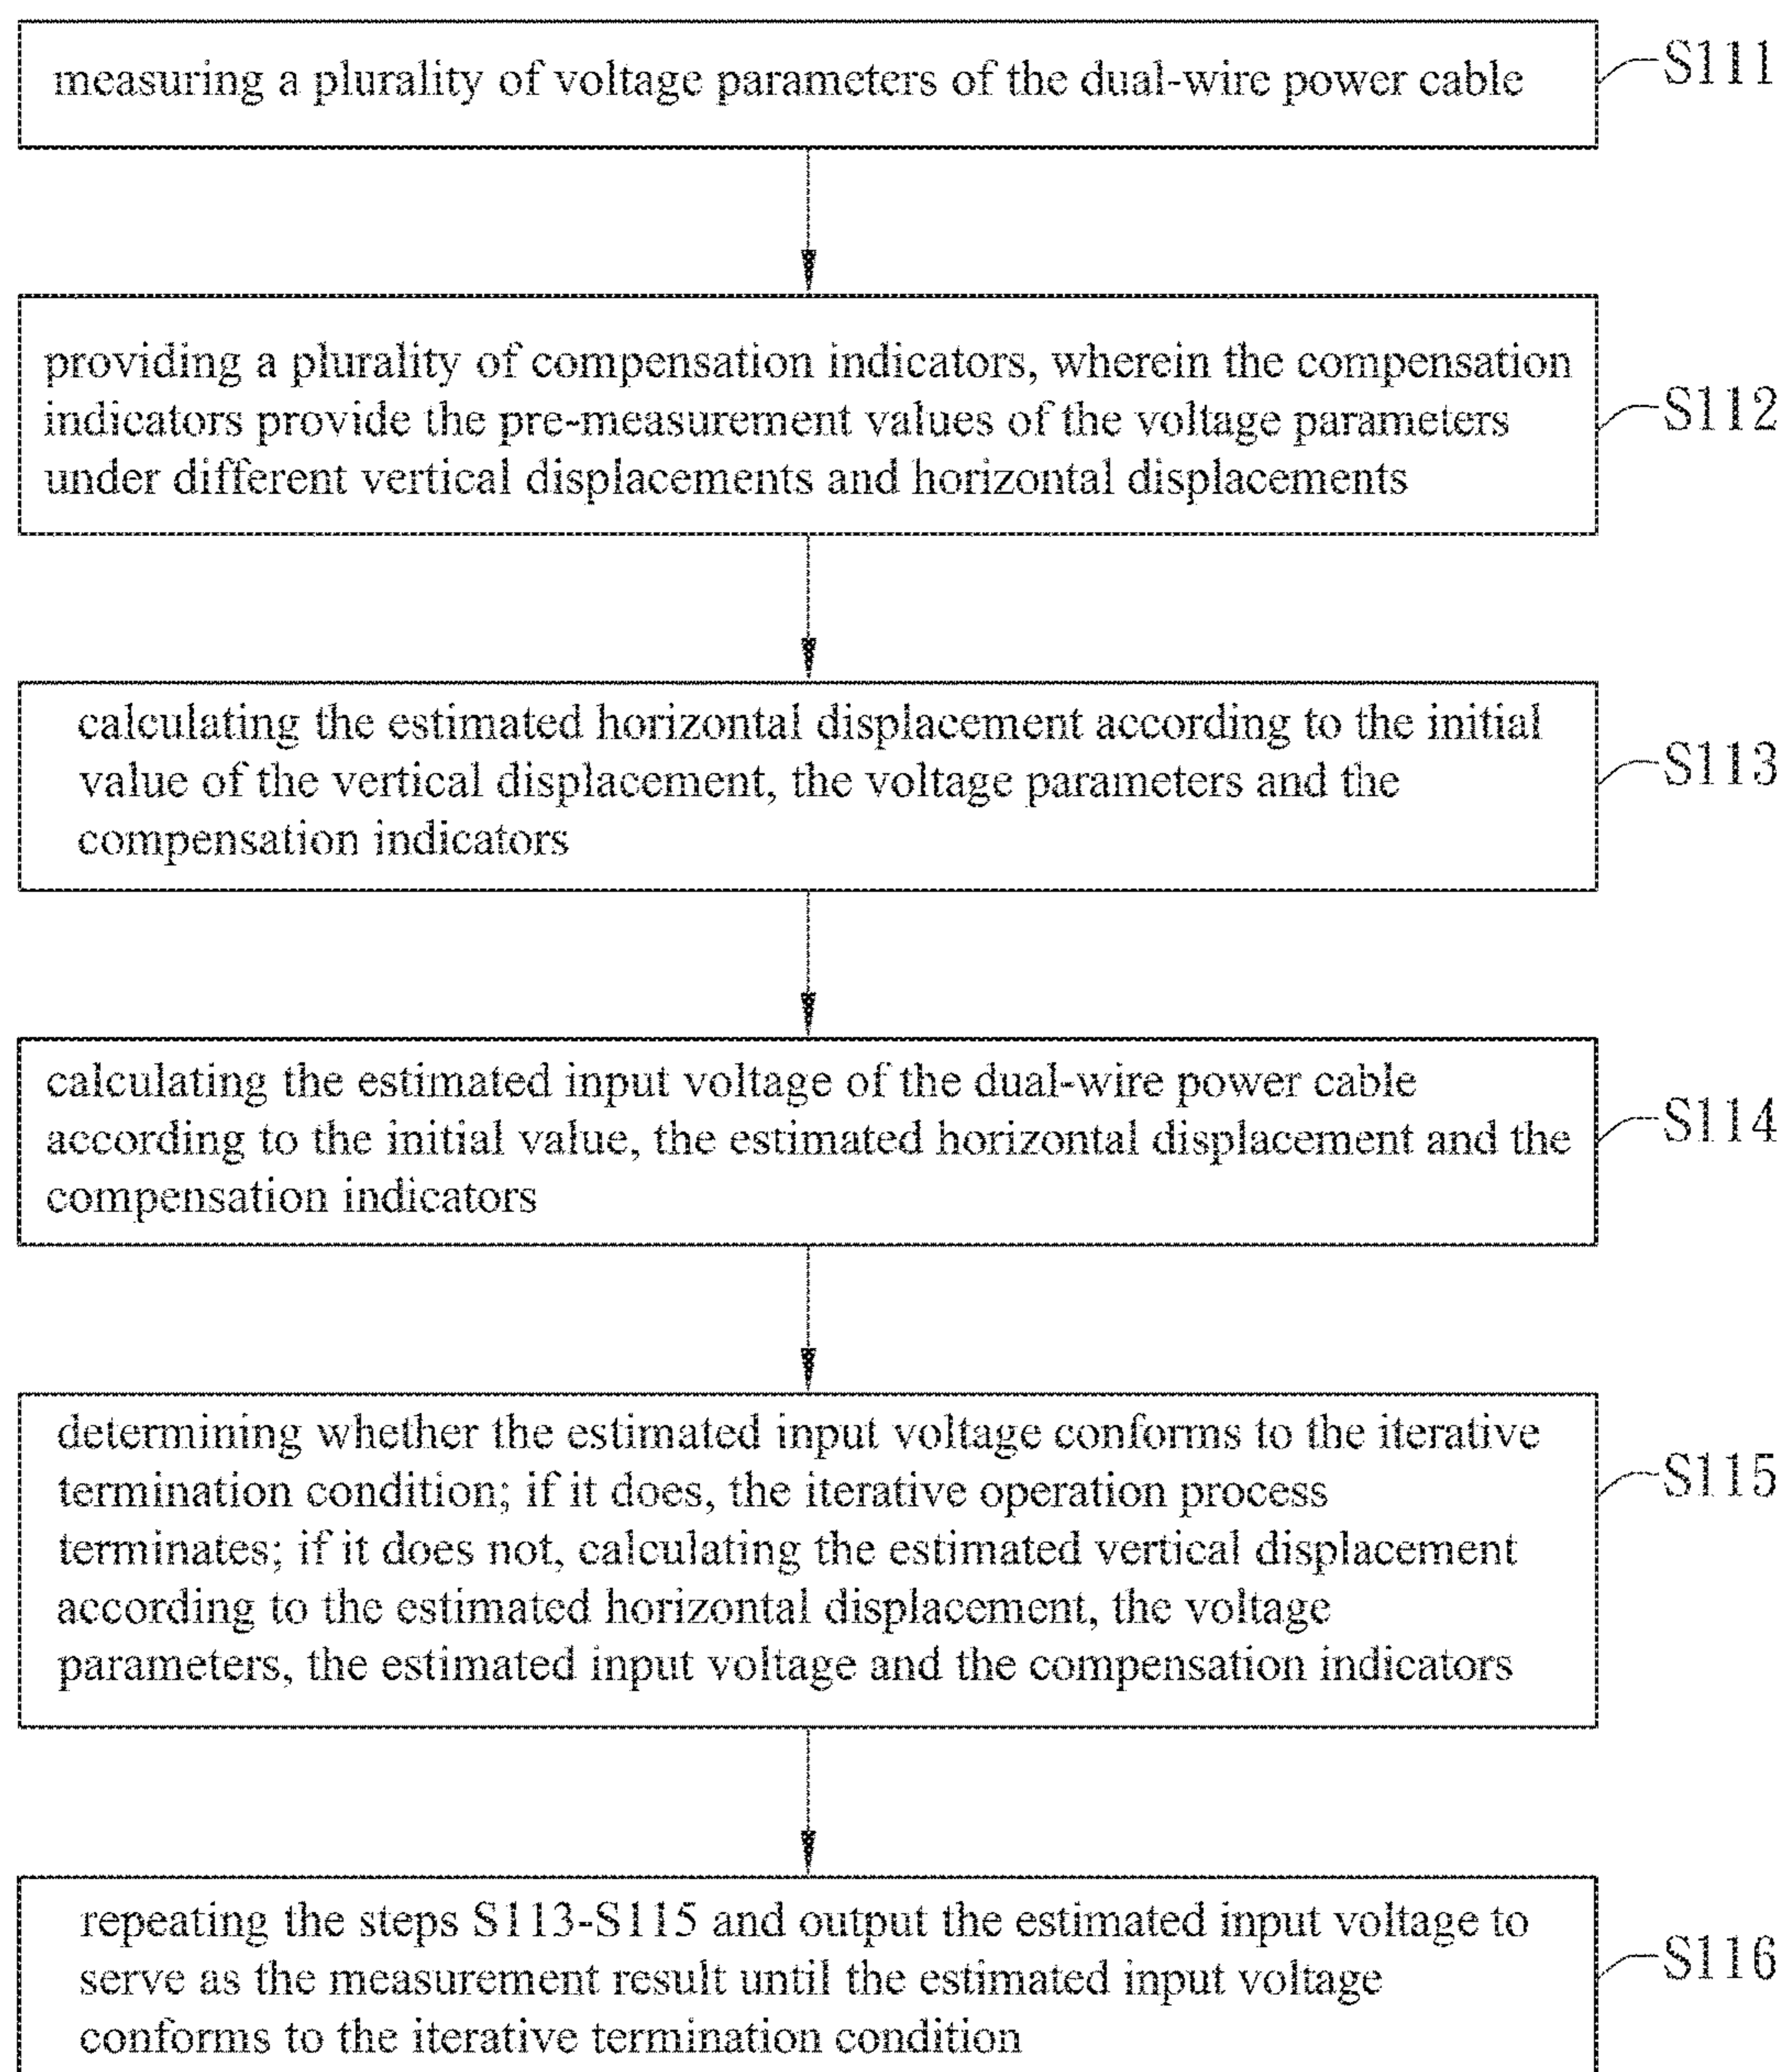 measuring a plurality of voltage parameters of the dual-wire power cable
S111
providing a plurality of compensation indicators, wherein the compensation
indicators provide the pre-measurement values of the voltage parameters
under different vertical displacements and horizontal displacements
S112
calculating the estimated horizontal displacement according to the initial
value of the vertical displacement, the voltage parameters and the
compensation indicators
S113
calculating the estimated input voltage of the dual-wire power cable
according to the initial value, the estimated horizontal displacement and the
compensation indicators
S114
determining whether the estimated input voltage conforms to the iterative
termination condition; if it does, the iterative operation process
terminates; if it does not, calculating the estimated vertical displacement
according to the estimated horizontal displacement, the voltage
parameters, the estimated input voltage and the compensation indicators
S115
repeating the steps S113-S115 and output the estimated input voltage to
serve as the measurement result until the estimated input voltage
conforms to the iterative termination condition
S116